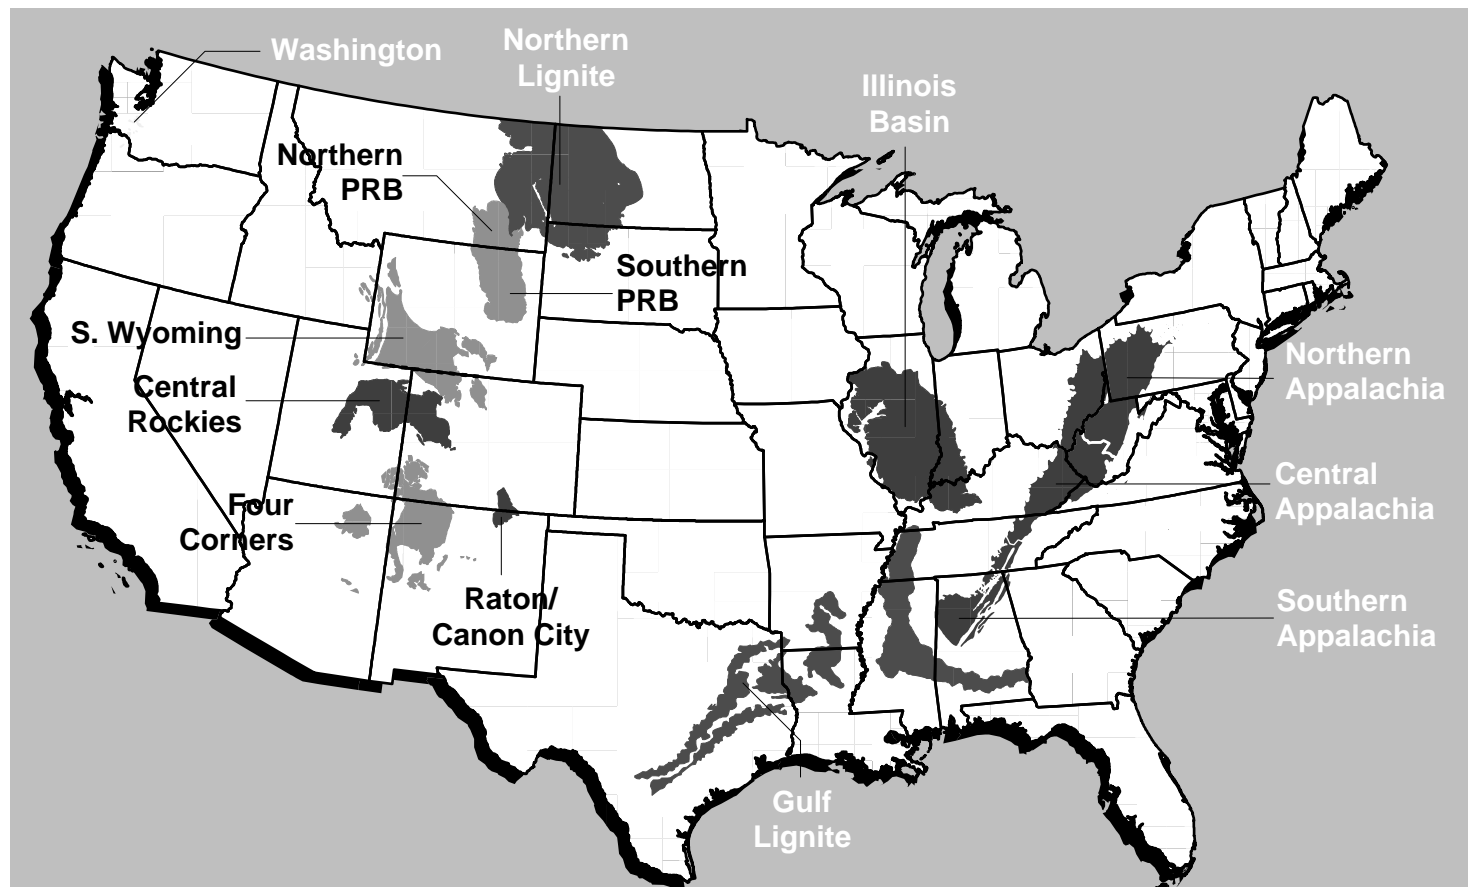 Washington
Northern
Lignite
Illinois
Basin
Northern
PRB
Southern
PRB
S. Wyoming
Central
Rockies
Northern
Appalachia
Four
Corners
Central
Appalachia
Raton/
Canon City
Southern
Appalachia
Gulf
Lignite